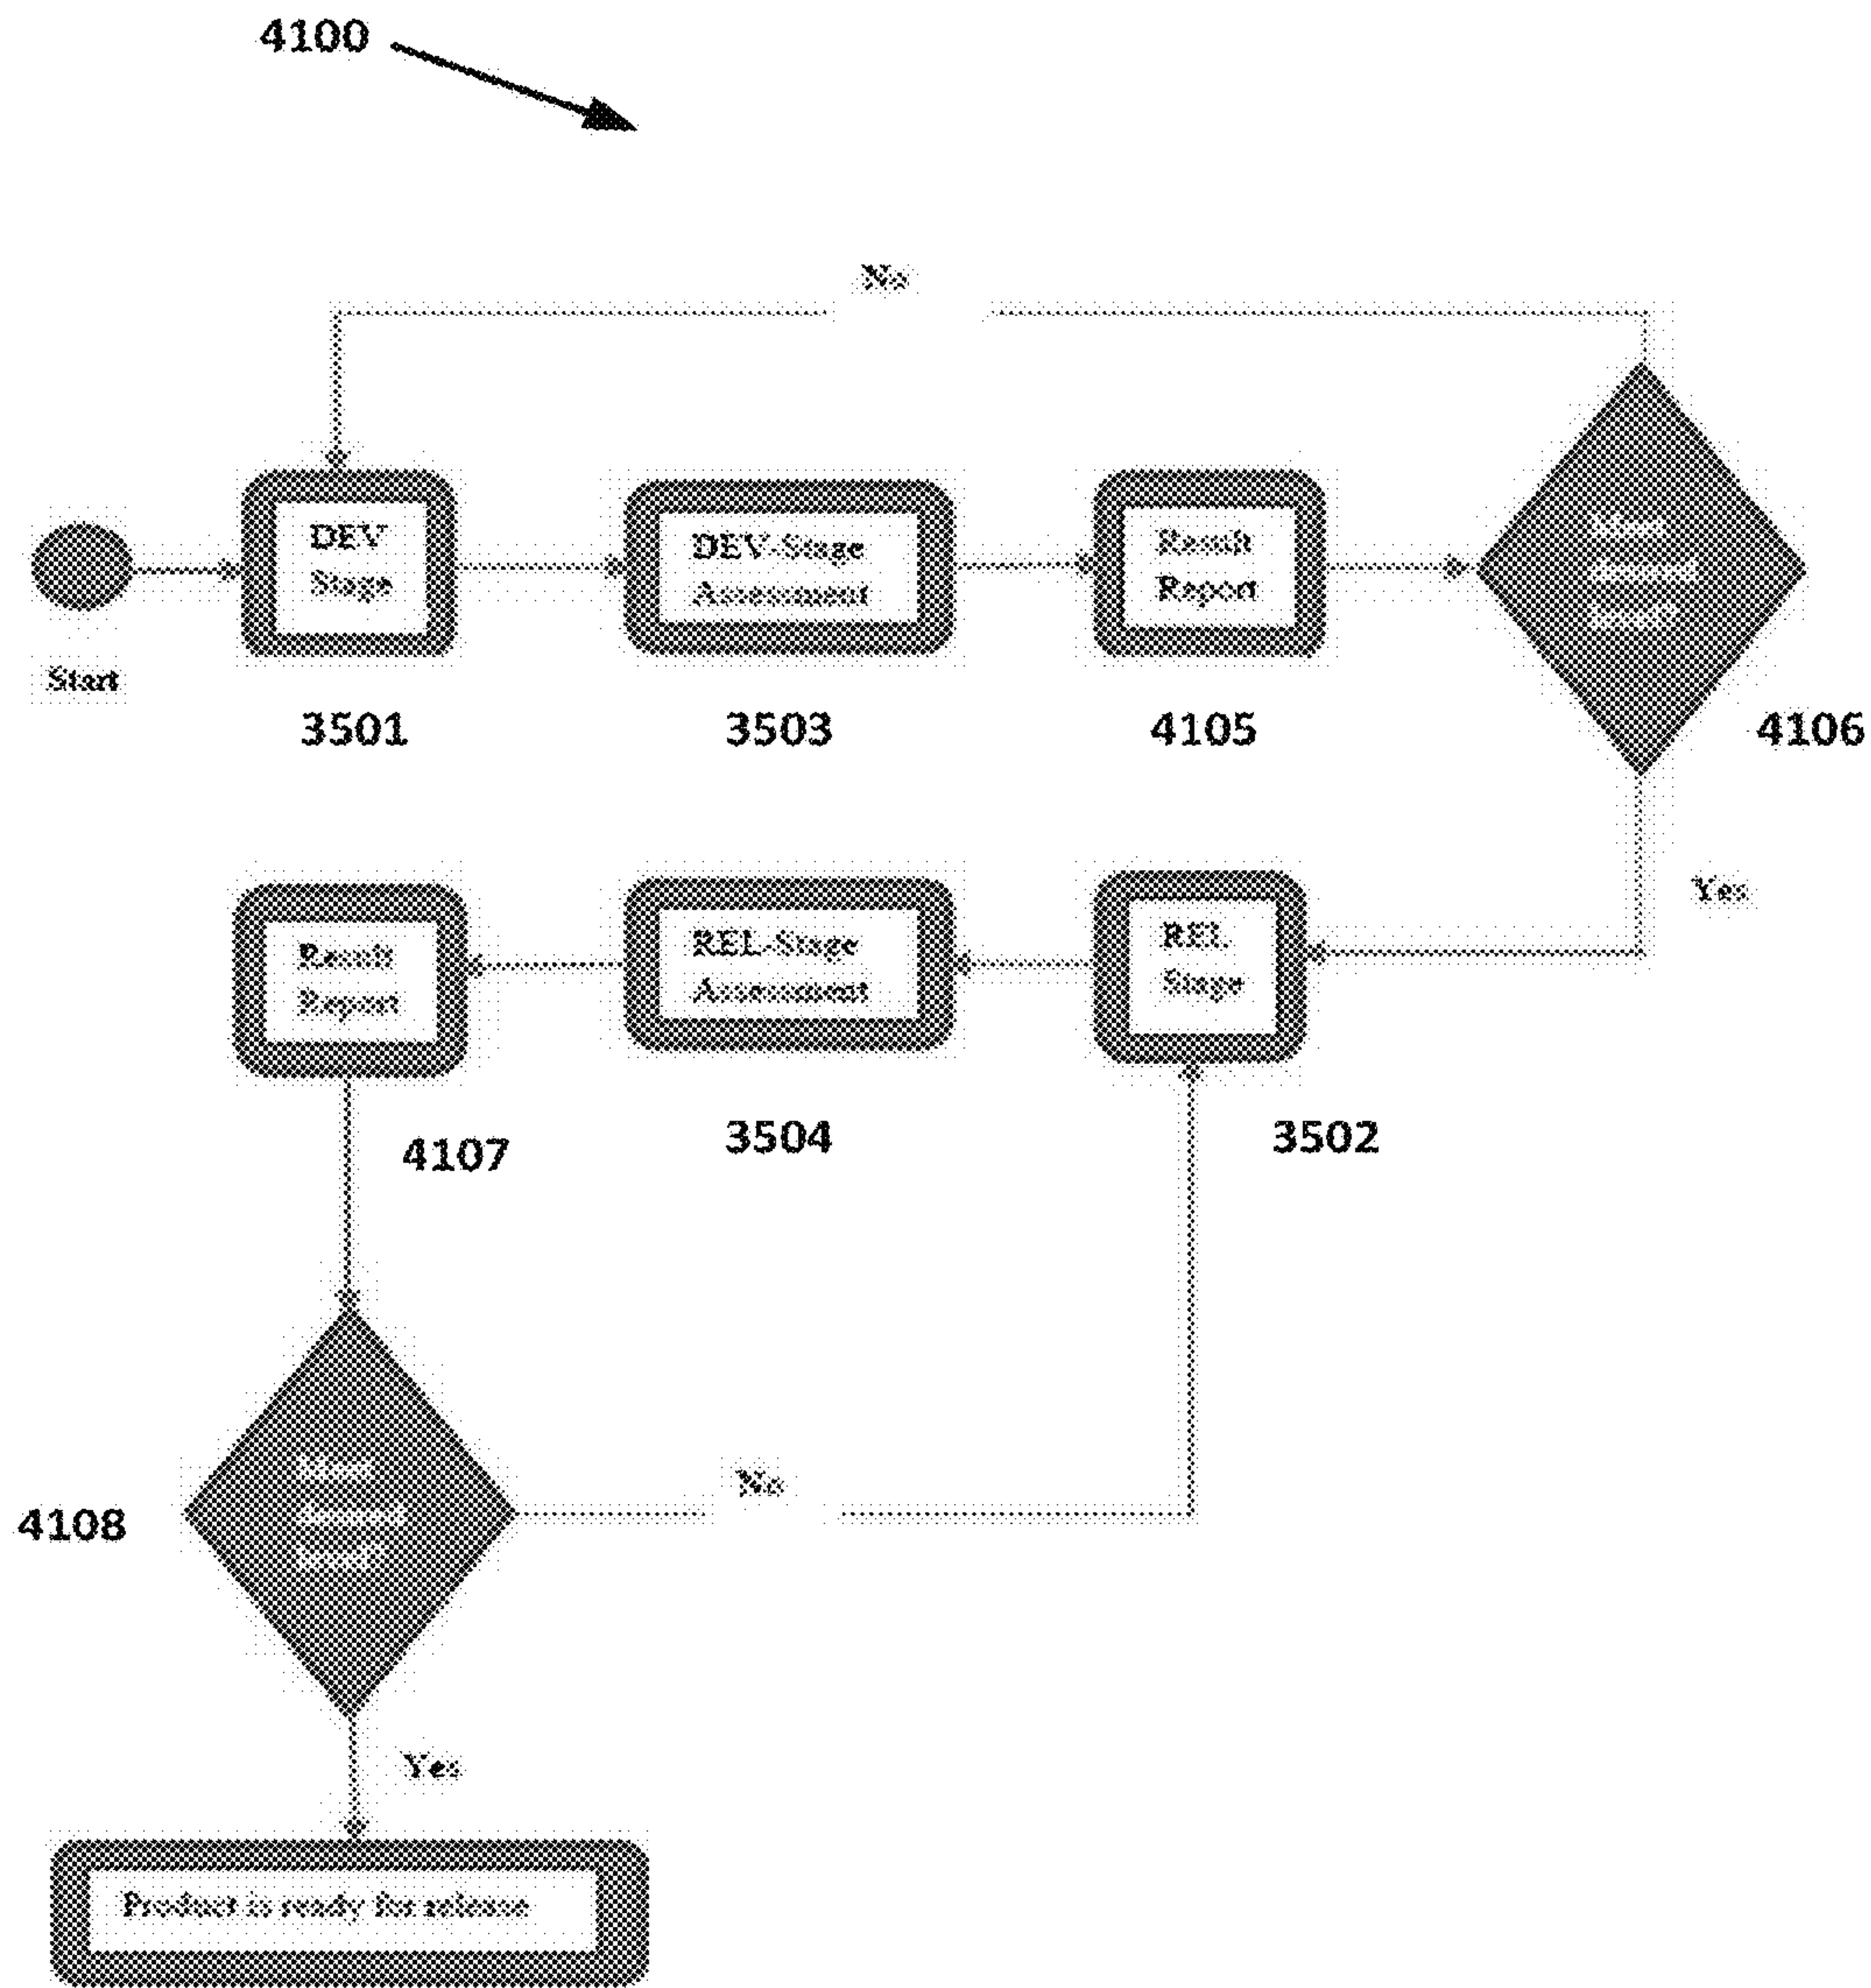 4100
No
DEV
Stage
DEV-Stage
Assessment
Result
Report
Start
3501
3503
4105
4106
Yes
Result
Report
REL-Stage
Assessment
REL
Stage
4107
3504
3502
4108
No
Yes
Product is ready for release